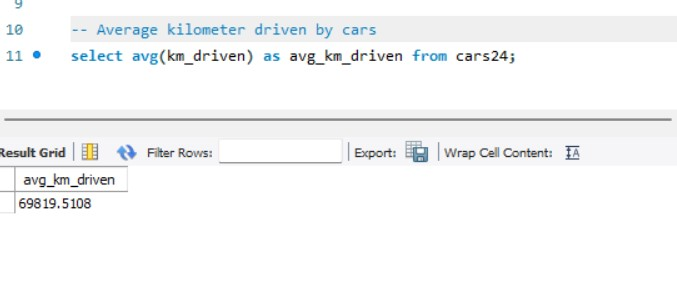 9
10 -- Average kilometer driven by cars
11 select avg(km_driven) as avg_km_driven from cars24;
Result Grid Filter Rows: Export: Wrap Cell Content: IA
avg_km_driven
69819.5108